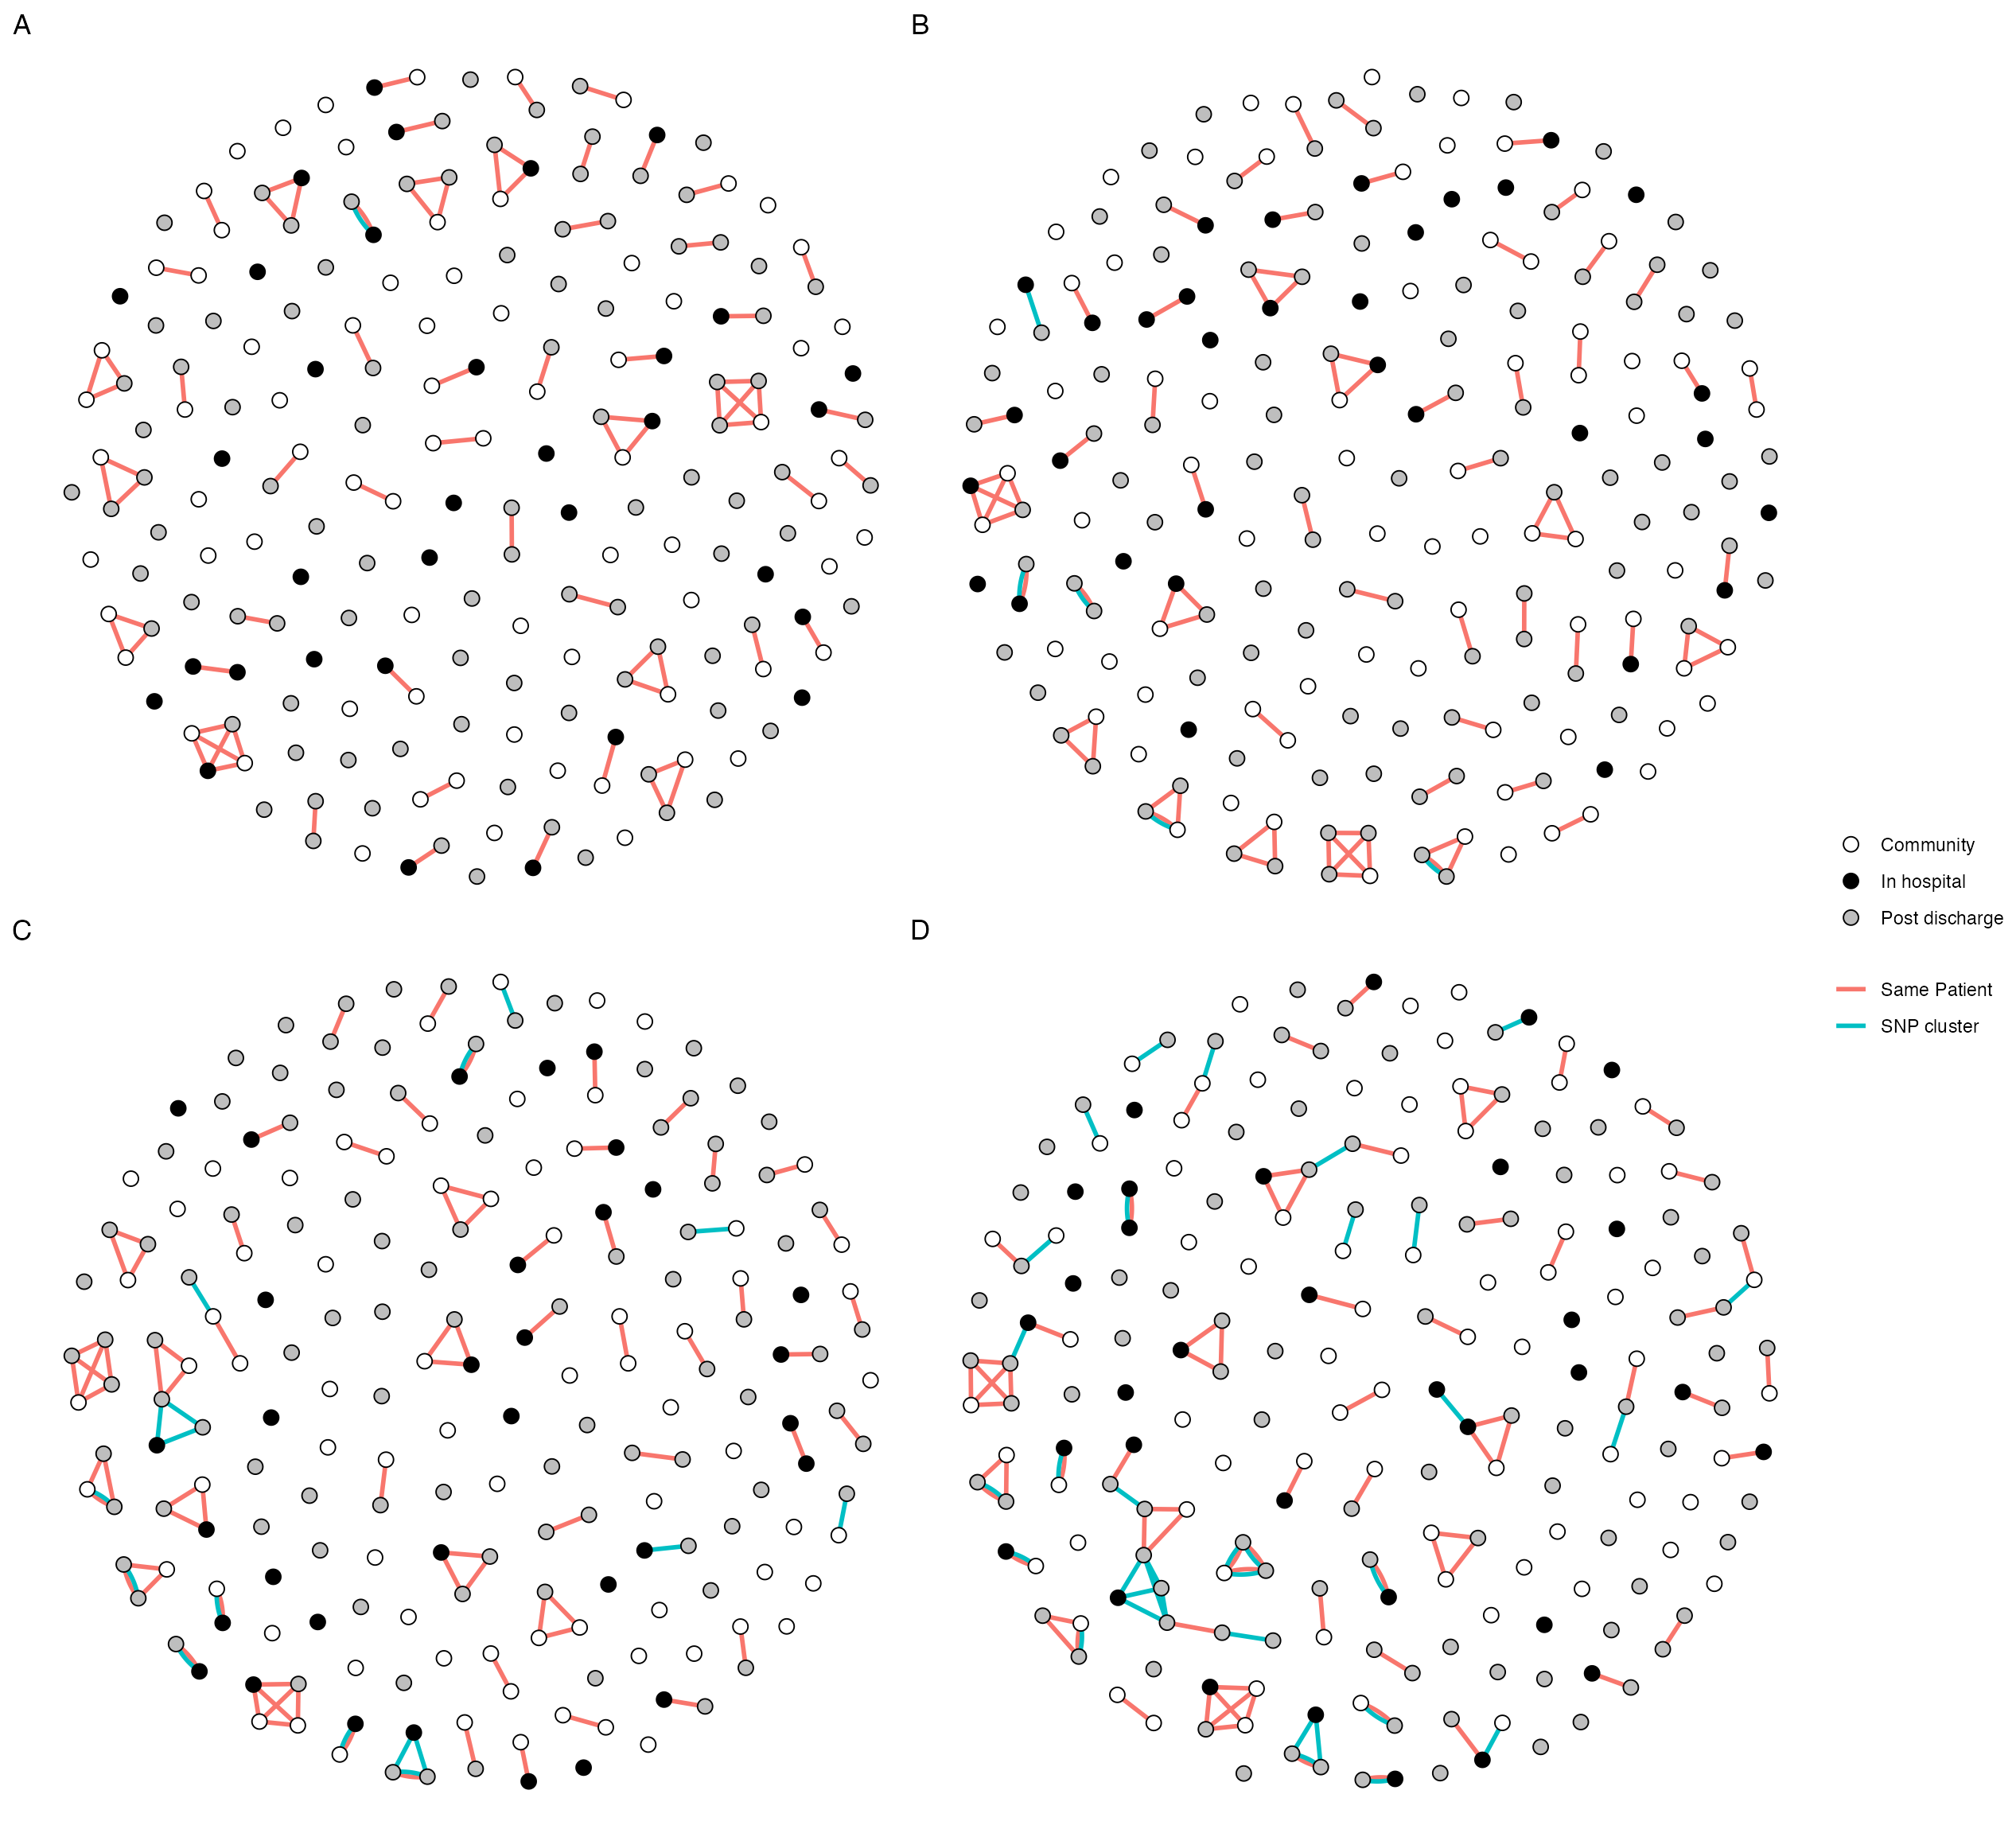 A
B
Community
In hospital
Post discharge
C
D
Same Patient
SNP cluster